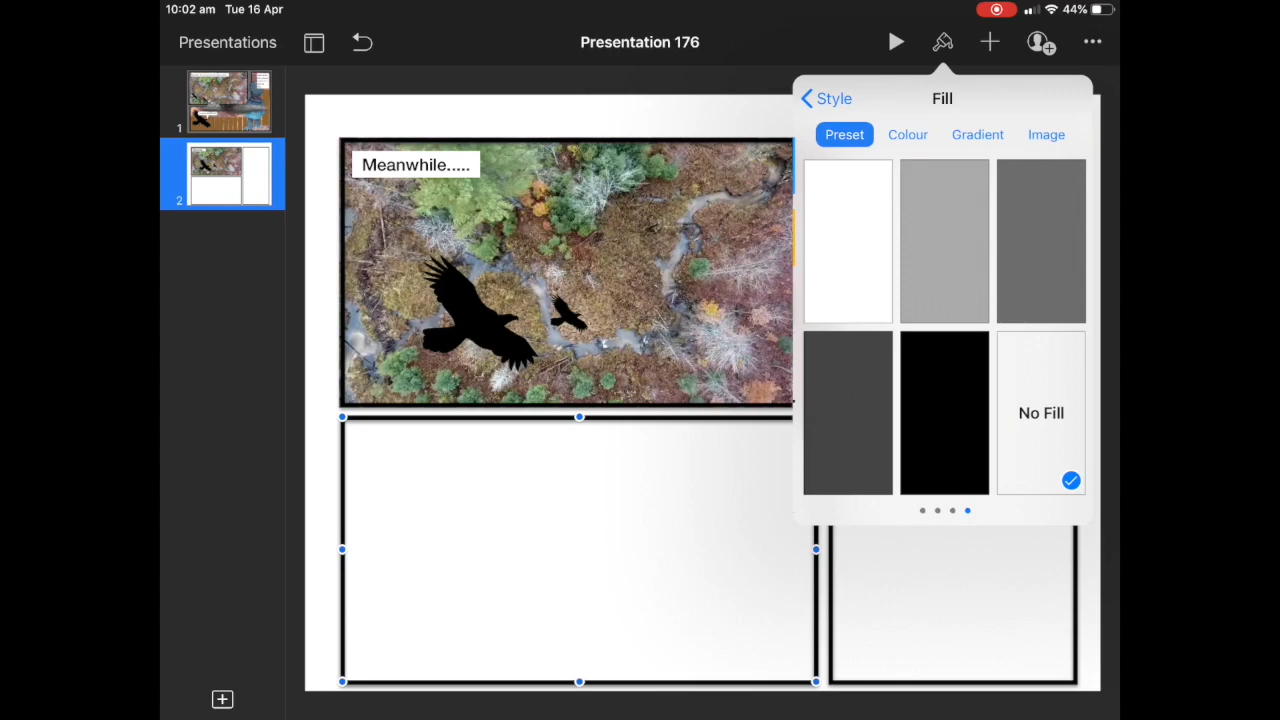 10:02 am Tue 16 Apr
44%
Presentations
Presentation 176
Style
Fill
Preset
Colour
Gradient
Image
1
2
Meanwhile.....
No Fill